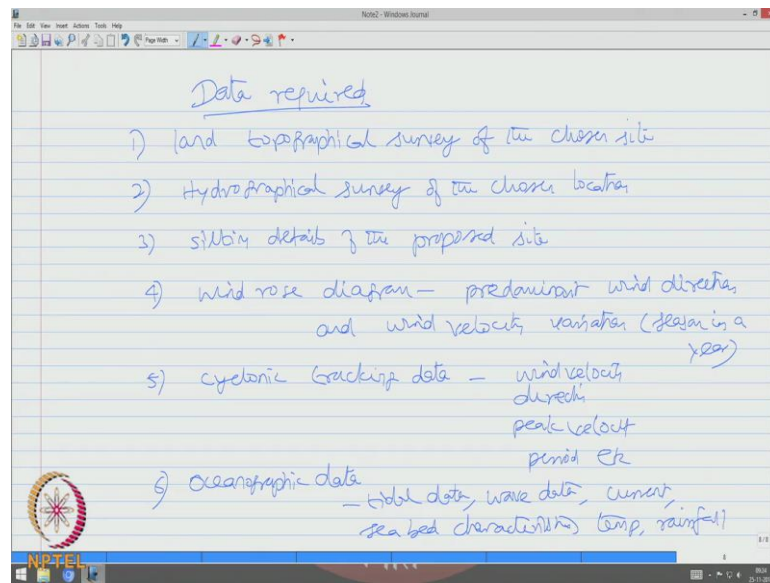 Note2 - Windows Journal
File Edit View Insert Actions Tools Help
Page Width
Data required
1) land topographical survey of the chosen site
2) Hydrographical survey of the chosen location
3) silting details of the proposed site
4) wind rose diagram - predominant wind direction
and wind velocity variation (season in a
year)
5) cyclonic tracking data - wind velocity
direction
peak velocity
period etc
6) oceanographic data
- tidal data, wave data, current,
sea bed characteristics, temp, rainfall
NPTEL
8/8
8